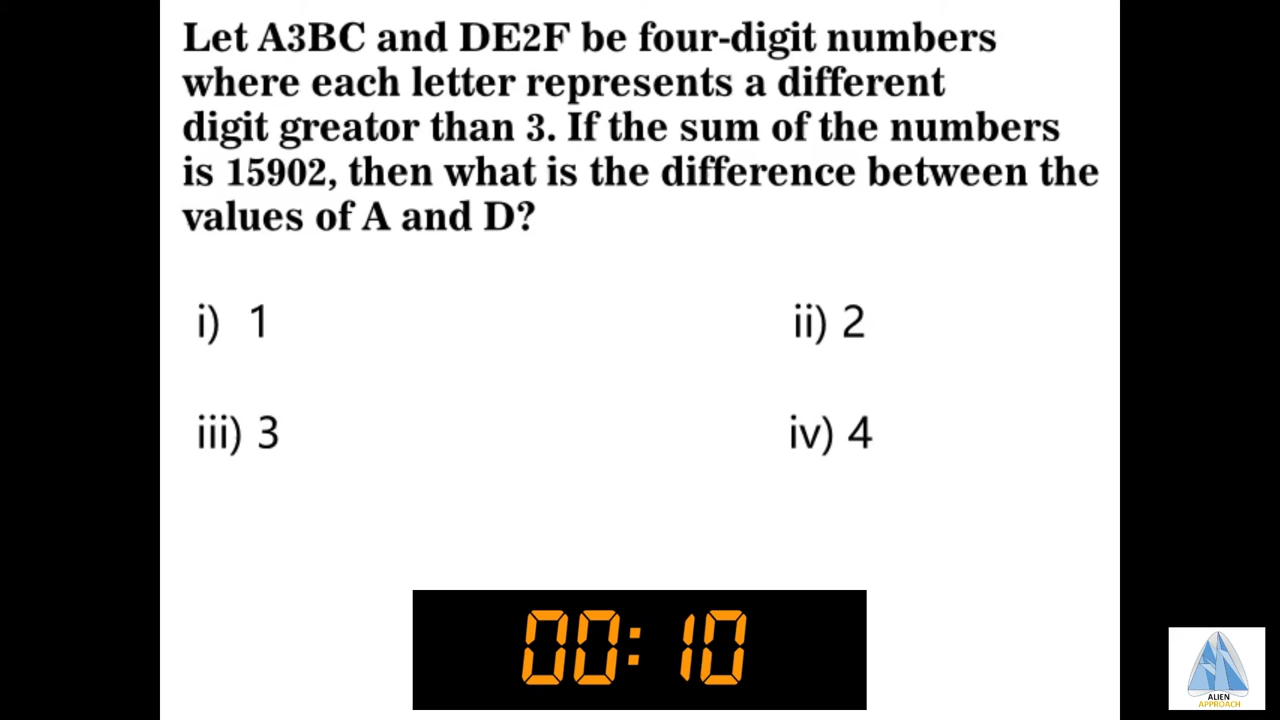 Let A3BC and DE2F be four-digit numbers
where each letter represents a different
digit greator than 3. If the sum of the numbers
is 15902, then what is the difference between the
values of A and D?
i) 1
ii) 2
iii) 3
iv) 4
00:10
ALIEN
APPROACH